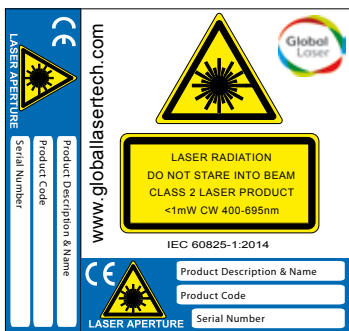 CE
LASER APERTURE
Serial Number
Product Code
Product Description & Name
www.globallasertech.com
Global
Laser
LASER RADIATION
DO NOT STARE INTO BEAM
CLASS 2 LASER PRODUCT
<1mW CW 400-695nm
IEC 60825-1:2014
CE
LASER APERTURE
Product Description & Name
Product Code
Serial Number